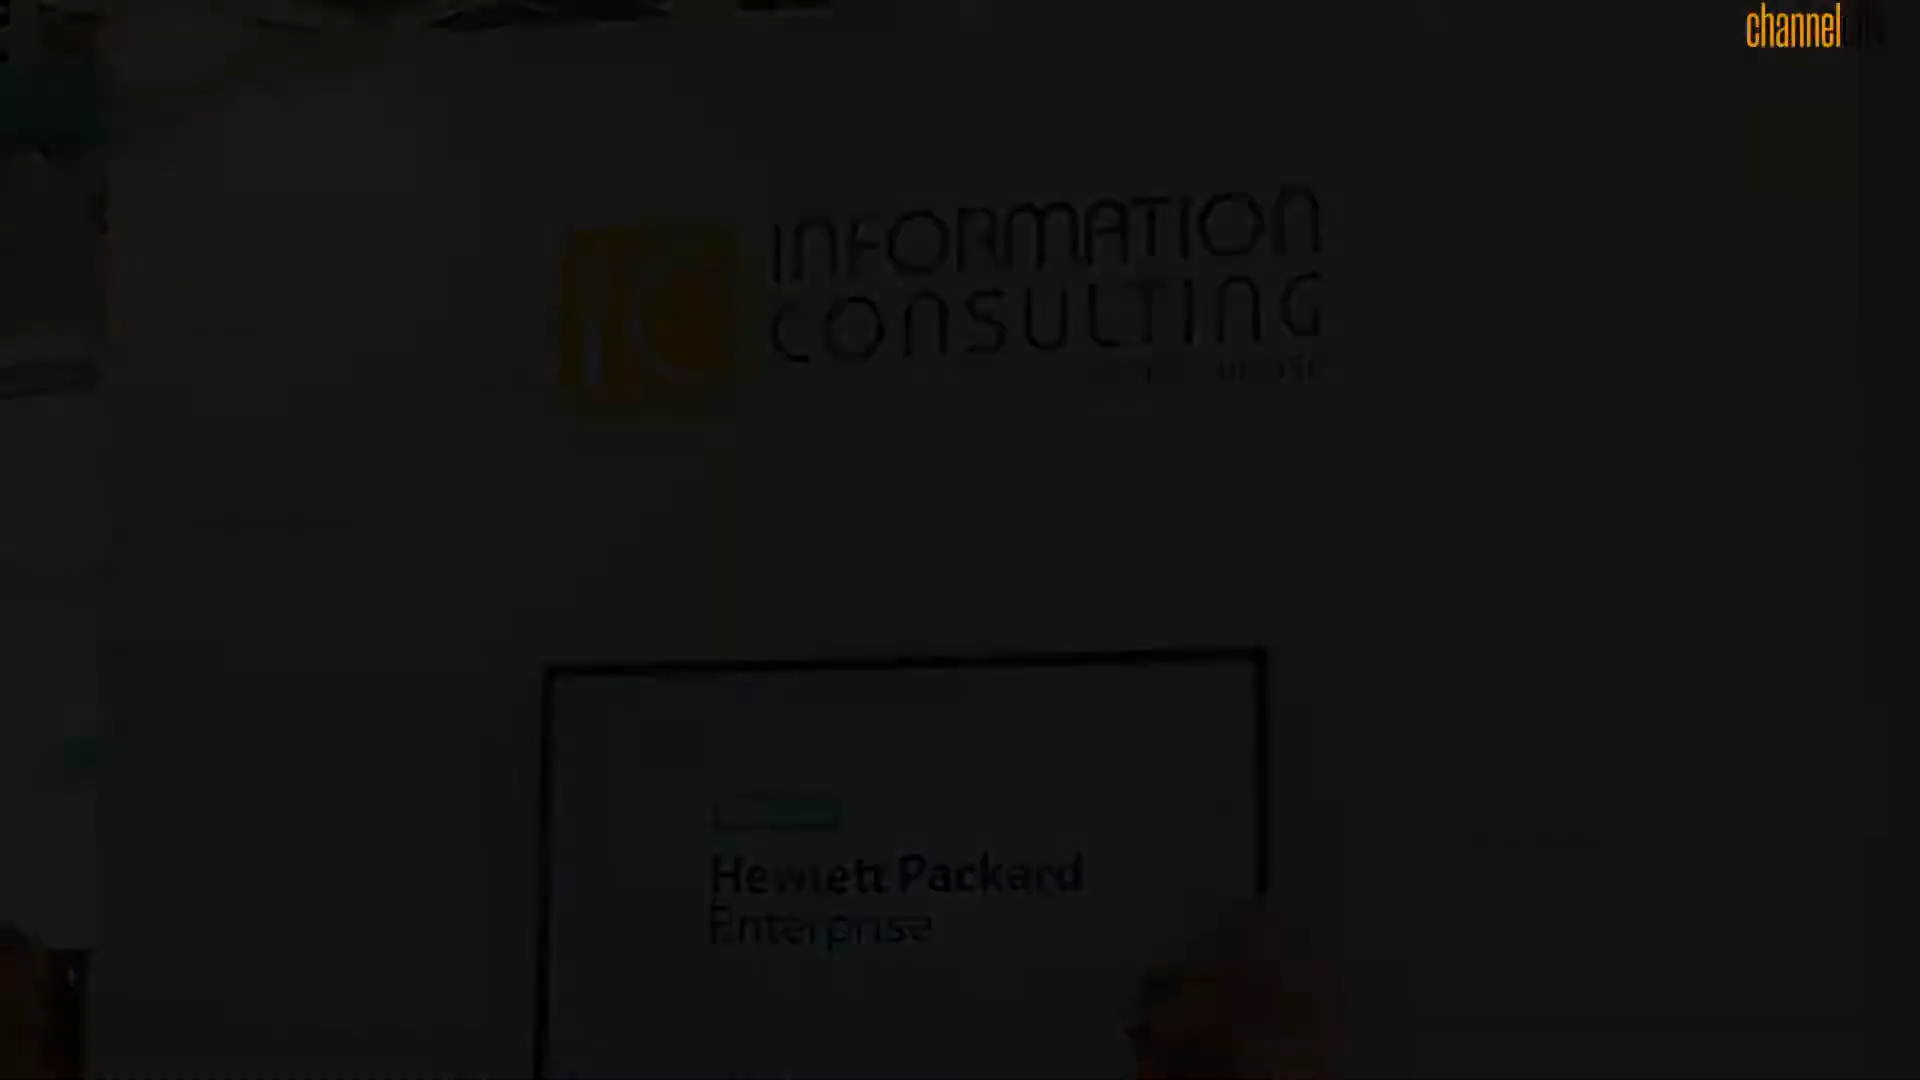 channel
INFORMATION
CONSULTING
Hewlett Packard
Enterprise